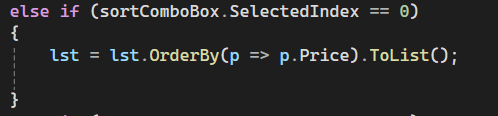 else if (sortComboBox.SelectedIndex == 0)
{
lst = lst.OrderBy(p => p.Price).ToList();
}